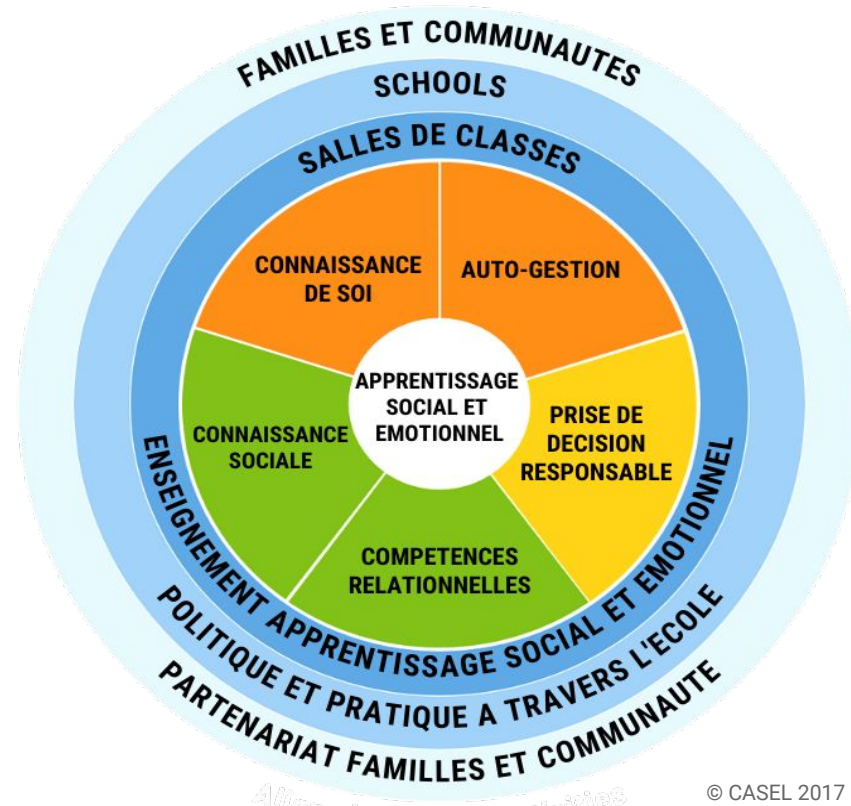 FAMILLES ET COMMUNAUTES
SCHOOLS
SALLES DE CLASSES
CONNAISSANCE
DE SOI
AUTO-GESTION
APPRENTISSAGE
SOCIAL ET
EMOTIONNEL
CONNAISSANCE
SOCIALE
PRISE DE
DECISION
RESPONSABLE
COMPETENCES
RELATIONNELLES
ENSEIGNEMENT APPRENTISSAGE SOCIAL ET EMOTIONNEL
POLITIQUE ET PRATIQUE A TRAVERS L'ECOLE
PARTENARIAT FAMILLES ET COMMUNAUTE
© CASEL 2017